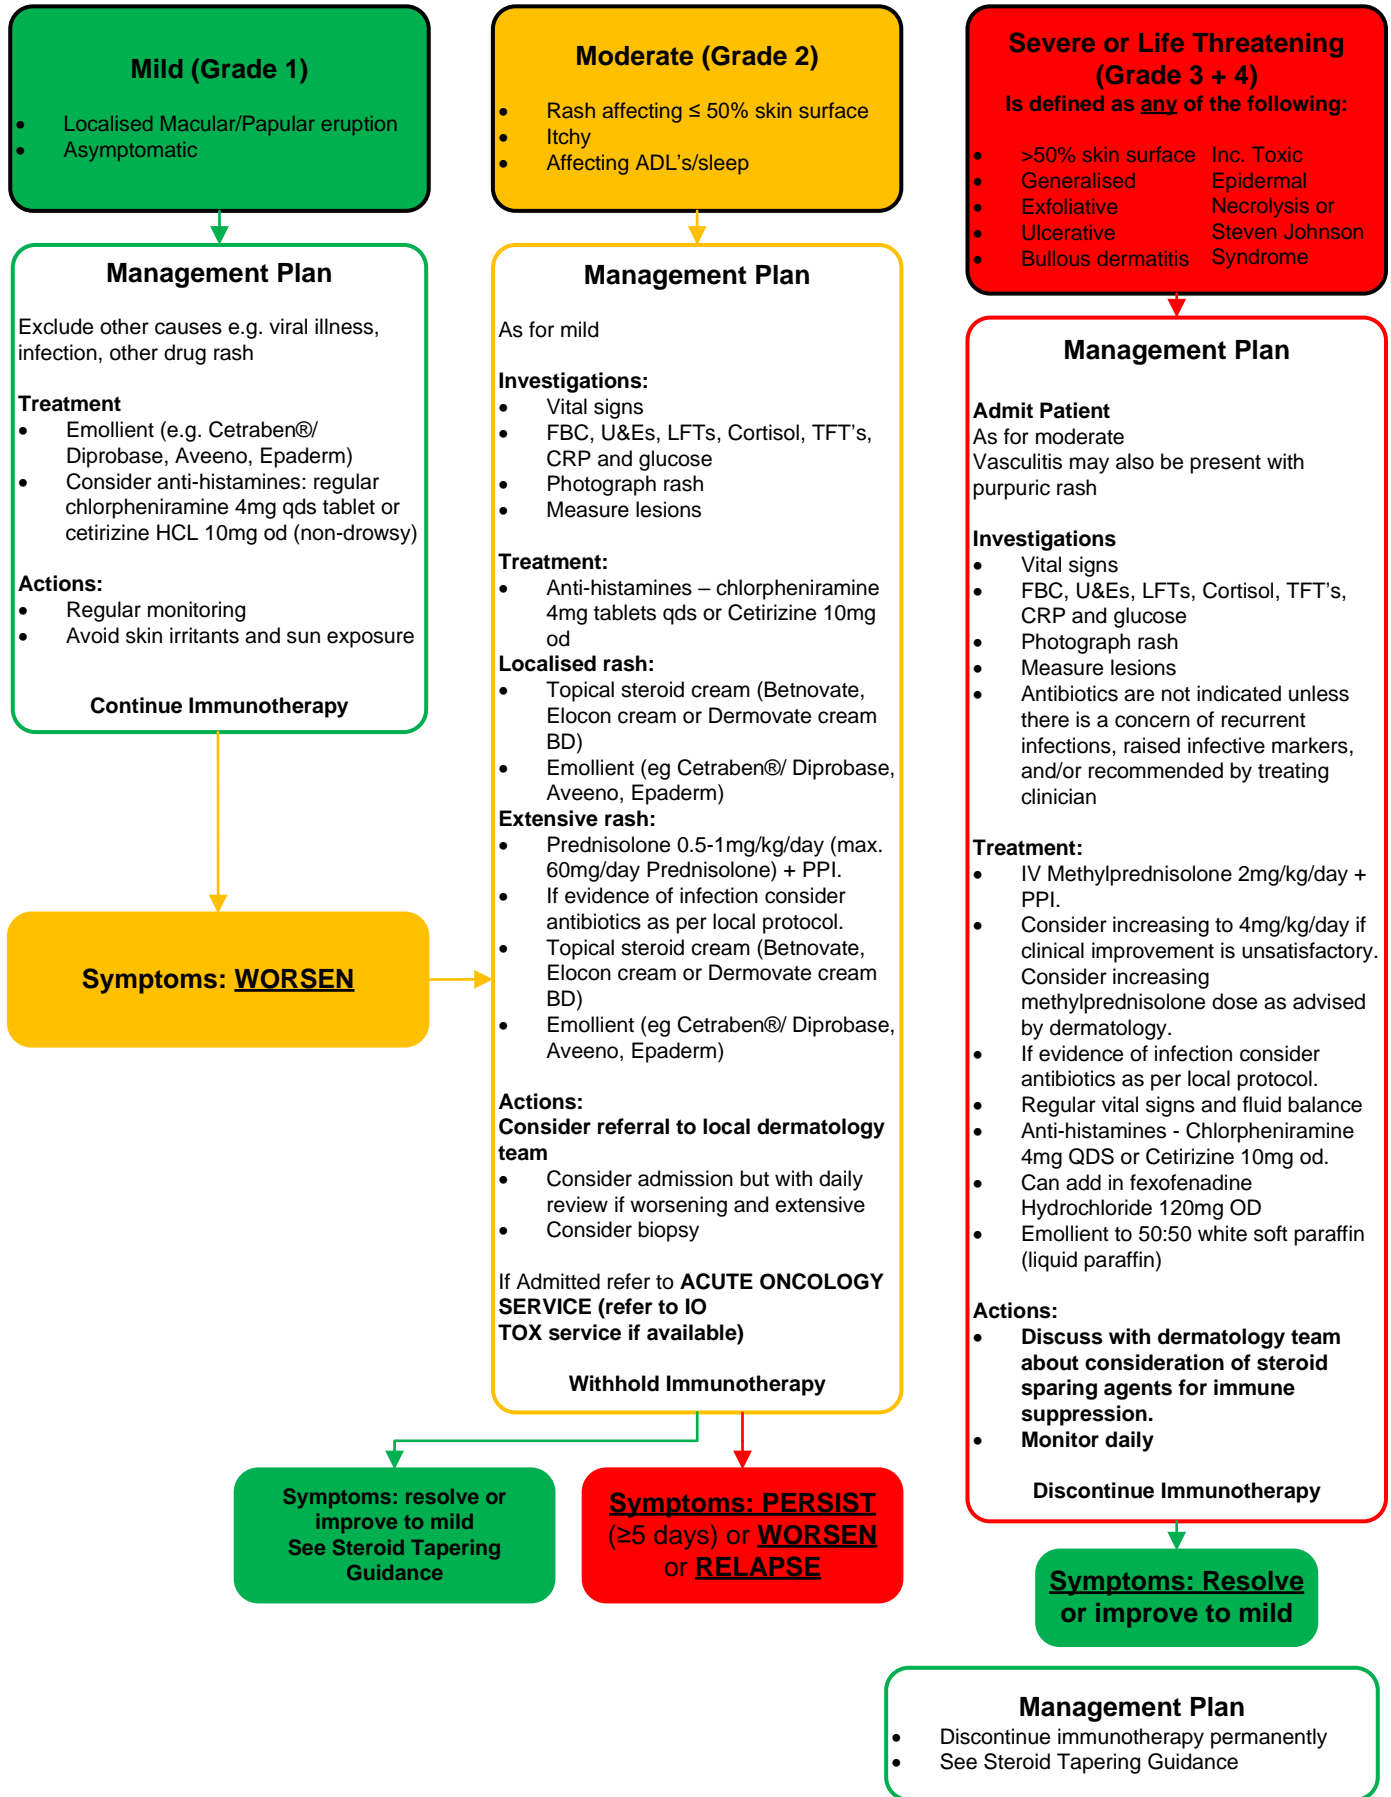 Mild (Grade 1)
• Localised Macular/Papular eruption
• Asymptomatic
Management Plan
Exclude other causes e.g. viral illness,
infection, other drug rash
Treatment
• Emollient (e.g. Cetraben®/
Diprobase, Aveeno, Epaderm)
• Consider anti-histamines: regular
chlorpheniramine 4mg qds tablet or
cetirizine HCL 10mg od (non-drowsy)
Actions:
• Regular monitoring
• Avoid skin irritants and sun exposure
Continue Immunotherapy
Symptoms: WORSEN
Moderate (Grade 2)
• Rash affecting ≤ 50% skin surface
• Itchy
• Affecting ADL's/sleep
Management Plan
As for mild
Investigations:
• Vital signs
• FBC, U&Es, LFTs, Cortisol, TFT's,
CRP and glucose
• Photograph rash
• Measure lesions
Treatment:
• Anti-histamines – chlorpheniramine
4mg tablets qds or Cetirizine 10mg
od
Localised rash:
• Topical steroid cream (Betnovate,
Elocon cream or Dermovate cream
BD)
• Emollient (eg Cetraben®/ Diprobase,
Aveeno, Epaderm)
Extensive rash:
• Prednisolone 0.5-1mg/kg/day (max.
60mg/day Prednisolone) + PPI.
• If evidence of infection consider
antibiotics as per local protocol.
• Topical steroid cream (Betnovate,
Elocon cream or Dermovate cream
BD)
• Emollient (eg Cetraben®/ Diprobase,
Aveeno, Epaderm)
Actions:
Consider referral to local dermatology
team
• Consider admission but with daily
review if worsening and extensive
• Consider biopsy
If Admitted refer to ACUTE ONCOLOGY
SERVICE (refer to IO
TOX service if available)
Withhold Immunotherapy
Symptoms: resolve or
improve to mild
See Steroid Tapering
Guidance
Symptoms: PERSIST
(≥5 days) or WORSEN
or RELAPSE
Severe or Life Threatening
(Grade 3 + 4)
Is defined as any of the following:
• >50% skin surface
• Generalised
• Exfoliative
• Ulcerative
• Bullous dermatitis
Inc. Toxic
Epidermal
Necrolysis or
Steven Johnson
Syndrome
Management Plan
Admit Patient
As for moderate
Vasculitis may also be present with
purpuric rash
Investigations
• Vital signs
• FBC, U&Es, LFTs, Cortisol, TFT's,
CRP and glucose
• Photograph rash
• Measure lesions
• Antibiotics are not indicated unless
there is a concern of recurrent
infections, raised infective markers,
and/or recommended by treating
clinician
Treatment:
• IV Methylprednisolone 2mg/kg/day +
PPI.
• Consider increasing to 4mg/kg/day if
clinical improvement is unsatisfactory.
Consider increasing
methylprednisolone dose as advised
by dermatology.
• If evidence of infection consider
antibiotics as per local protocol.
• Regular vital signs and fluid balance
• Anti-histamines - Chlorpheniramine
4mg QDS or Cetirizine 10mg od.
• Can add in fexofenadine
Hydrochloride 120mg OD
• Emollient to 50:50 white soft paraffin
(liquid paraffin)
Actions:
• Discuss with dermatology team
about consideration of steroid
sparing agents for immune
suppression.
• Monitor daily
Discontinue Immunotherapy
Symptoms: Resolve
or improve to mild
Management Plan
• Discontinue immunotherapy permanently
• See Steroid Tapering Guidance